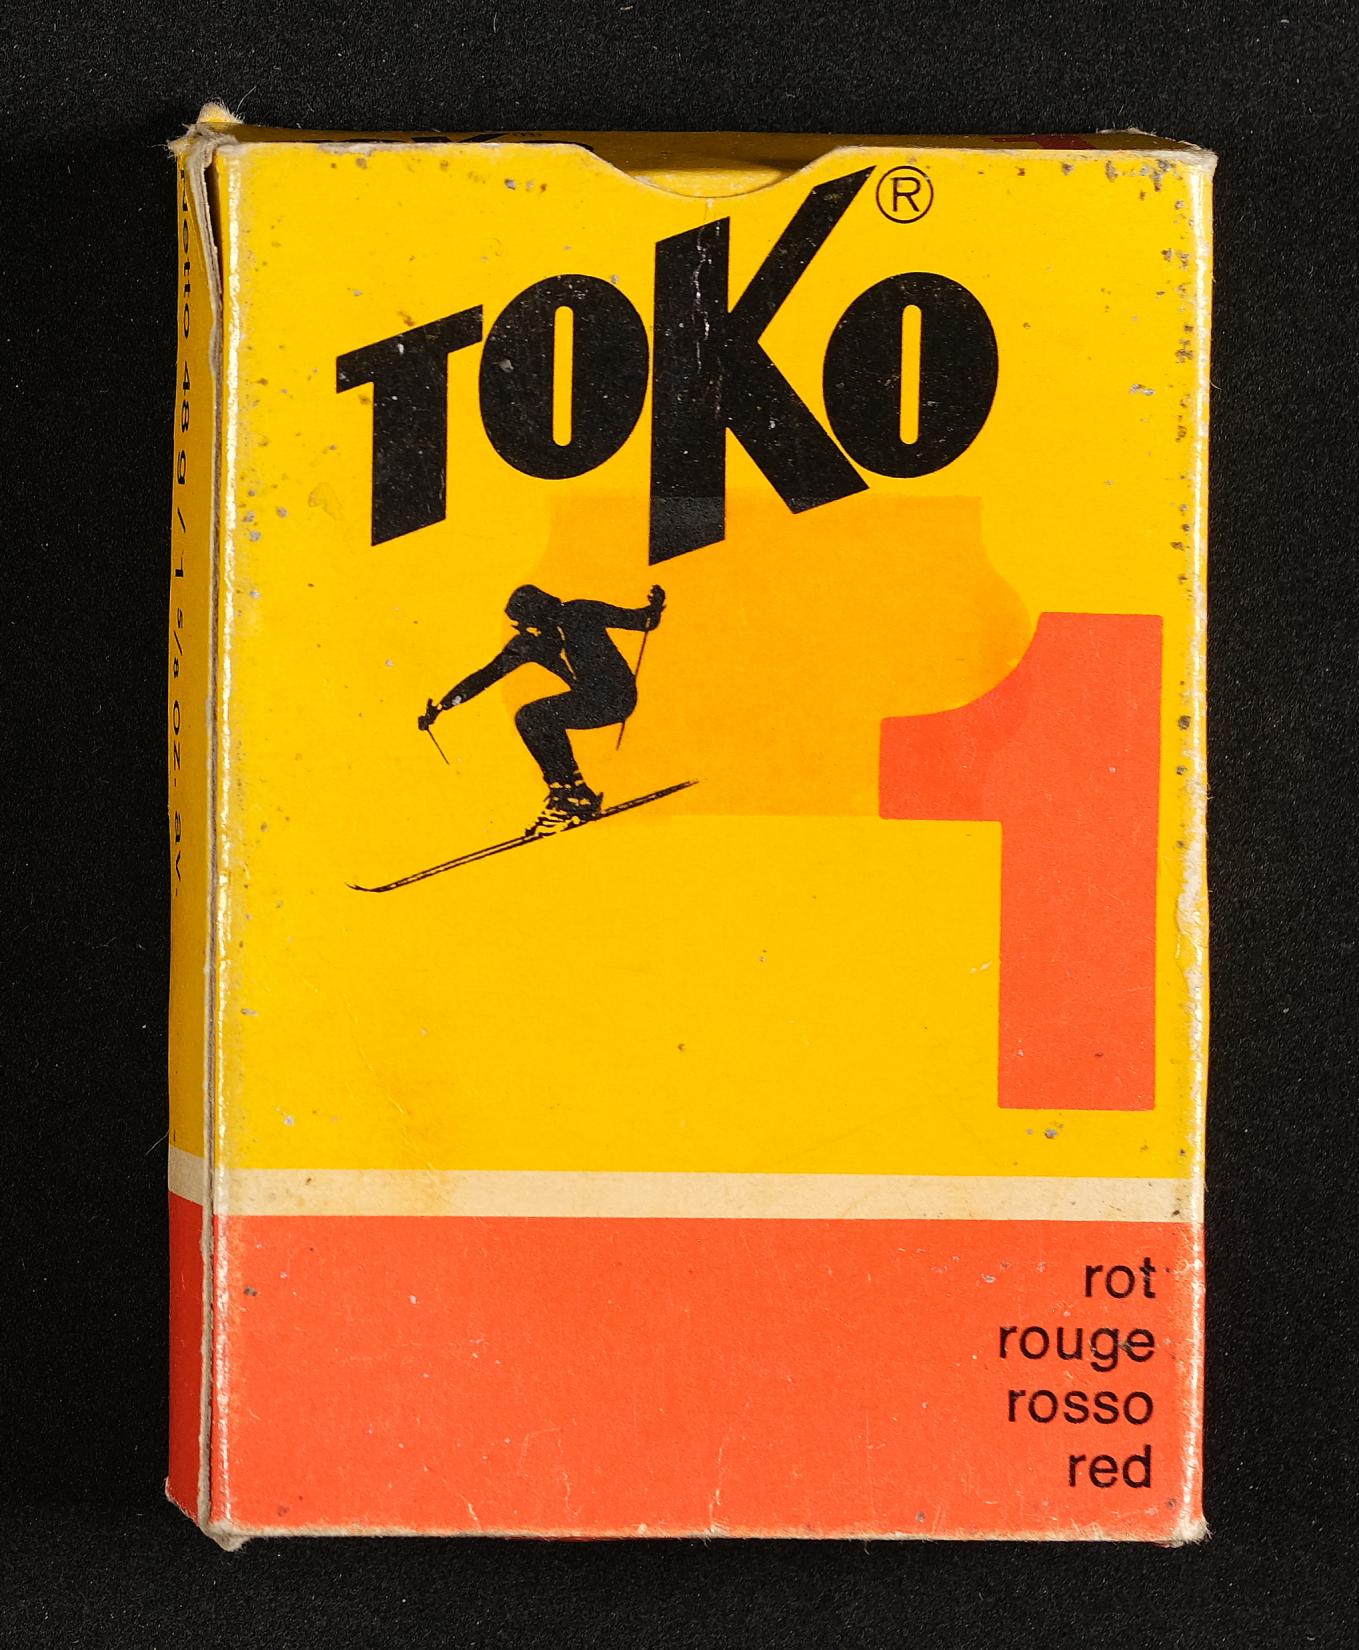 TOKO®
1
rot
rouge
rosso
red
Netto 48 g / 1 5/8 oz. av.